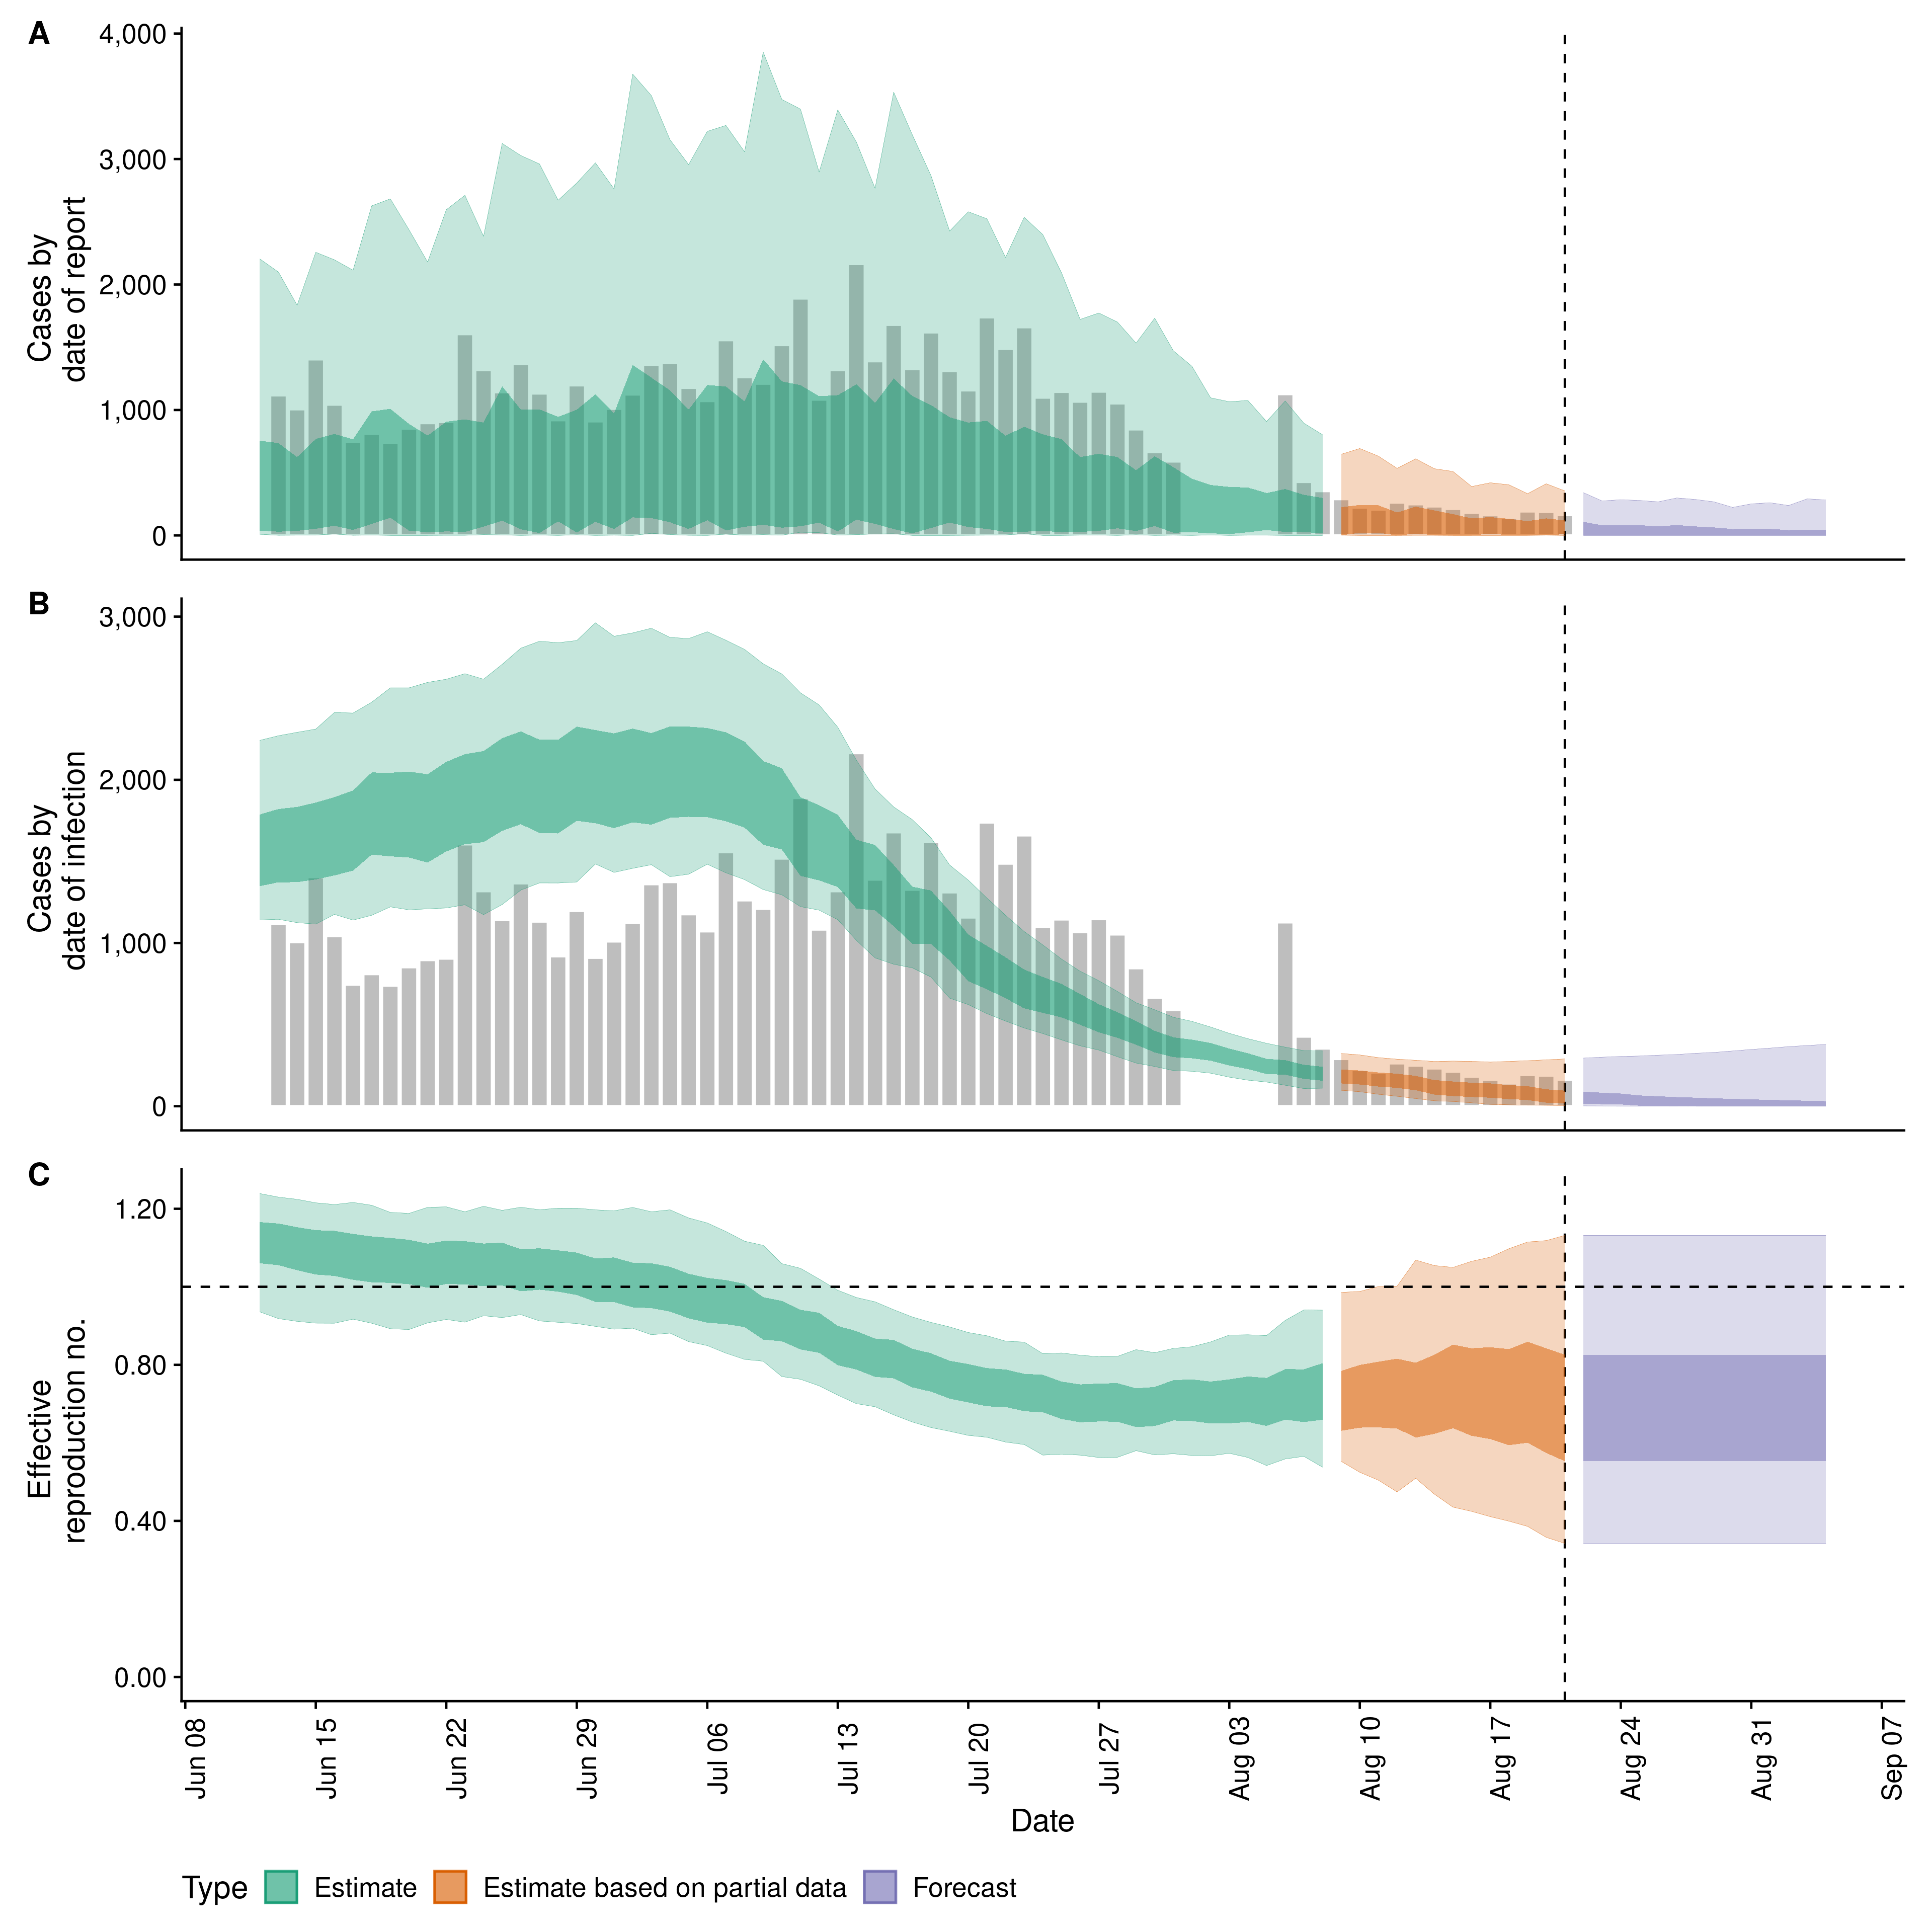 A
4,000
3,000
2,000
1,000
0
Cases by
date of report
B
3,000
2,000
1,000
0
Cases by
date of infection
C
1.20
0.80
0.40
0.00
Effective
reproduction no.
Jun 08
Jun 15
Jun 22
Jun 29
Jul 06
Jul 13
Jul 20
Jul 27
Aug 03
Aug 10
Aug 17
Aug 24
Aug 31
Sep 07
Date
Type
Estimate
Estimate based on partial data
Forecast